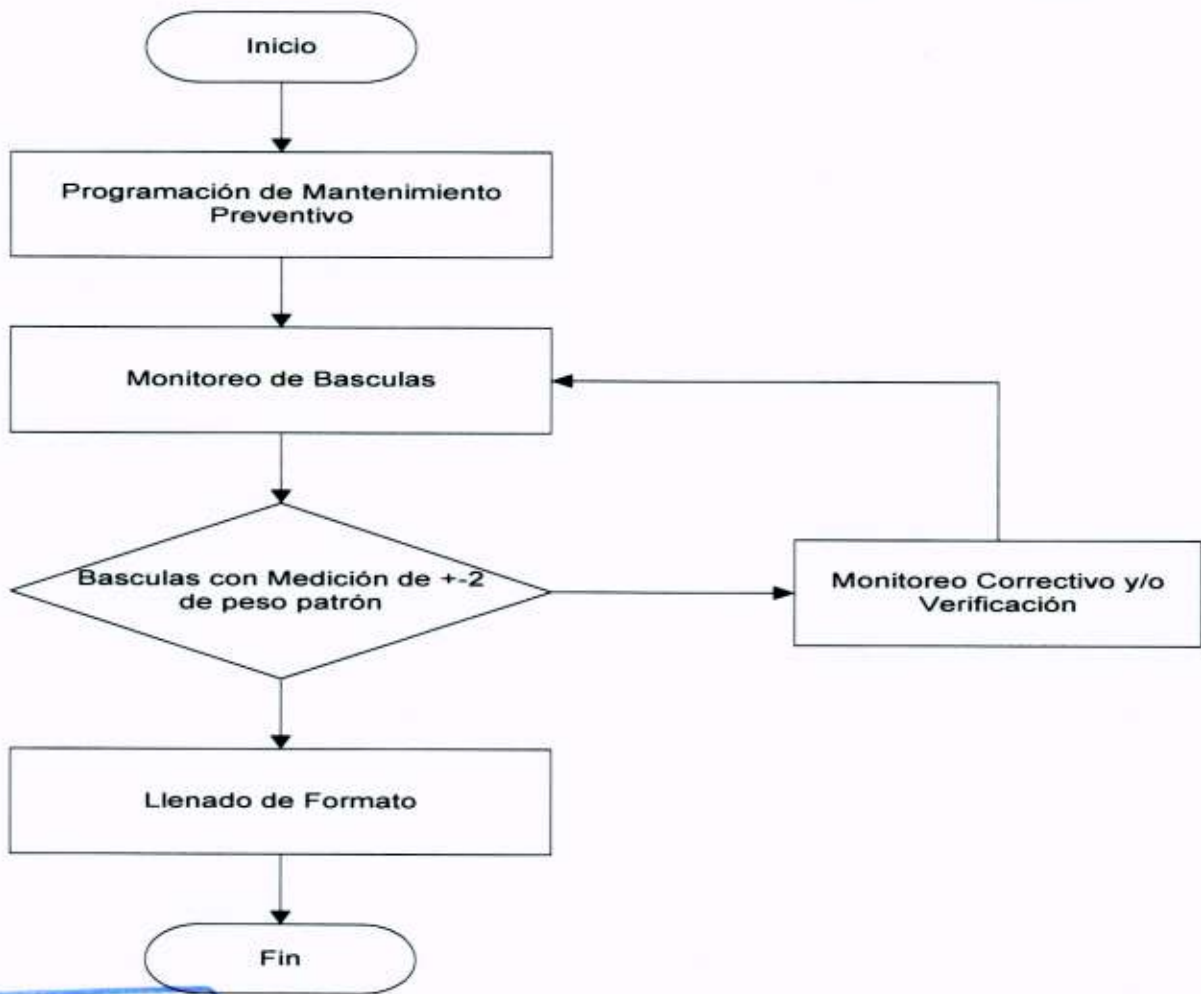 Inicio
Programación de Mantenimiento
Preventivo
Monitoreo de Basculas
Basculas con Medición de +-2
de peso patrón
Monitoreo Correctivo y/o
Verificación
Llenado de Formato
Fin